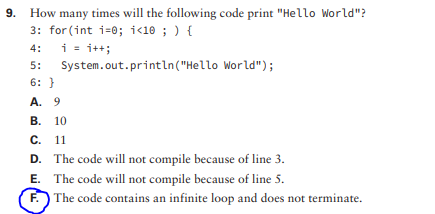 9. How many times will the following code print "Hello World"?
3: for(int i=0; i<10 ; ) {
4: i = i++;
5: System.out.println("Hello World");
6: }
A. 9
B. 10
C. 11
D. The code will not compile because of line 3.
E. The code will not compile because of line 5.
F. The code contains an infinite loop and does not terminate.